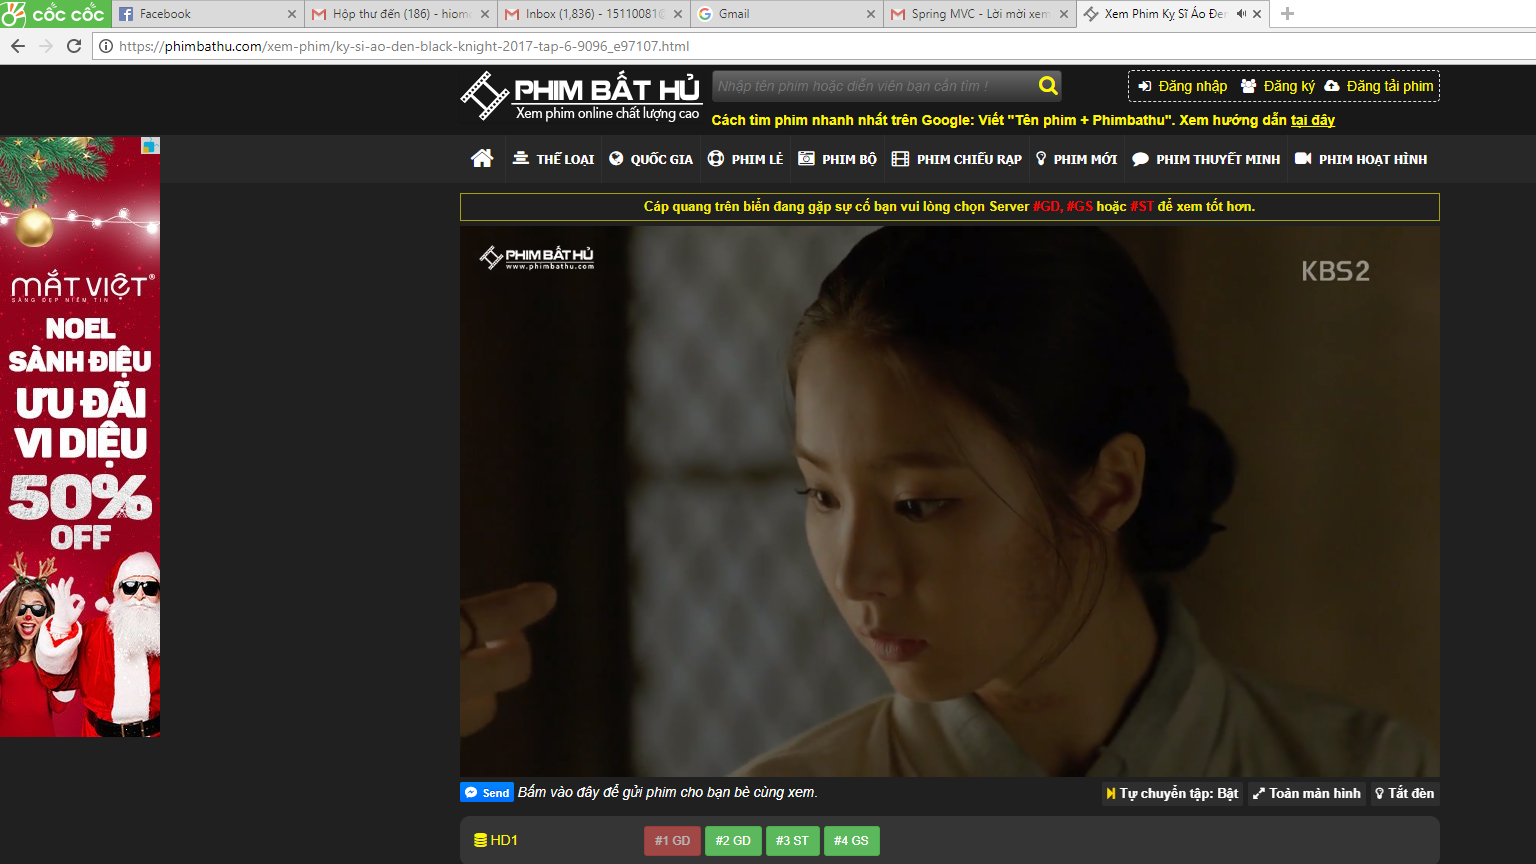 cốc cốc
Facebook
Hộp thư đến (186) - hiom
Inbox (1,836) - 15110081@
Gmail
Spring MVC - Lời mời xem
Xem Phim Kỵ Sĩ Áo Đen
https://phimbathu.com/xem-phim/ky-si-ao-den-black-knight-2017-tap-6-9096_e97107.html
PHIM BẤT HỦ
Xem phim online chất lượng cao
Nhập tên phim hoặc diễn viên bạn cần tìm !
Đăng nhập
Đăng ký
Đăng tải phim
Cách tìm phim nhanh nhất trên Google: Viết "Tên phim + Phimbathu". Xem hướng dẫn tại đây
THỂ LOẠI
QUỐC GIA
PHIM LẺ
PHIM BỘ
PHIM CHIẾU RẠP
PHIM MỚI
PHIM THUYẾT MINH
PHIM HOẠT HÌNH
Cáp quang trên biển đang gặp sự cố bạn vui lòng chọn Server #GD, #GS hoặc #ST để xem tốt hơn.
PHIM BẤT HỦ
www.phimbathu.com
KBS2
MẮT VIỆT®
SÁNG ĐẸP NIỀM TIN
NOEL
SÀNH ĐIỆU
ƯU ĐÃI
VI DIỆU
50%
OFF
Send
Bấm vào đây để gửi phim cho bạn bè cùng xem.
Tự chuyển tập: Bật
Toàn màn hình
Tắt đèn
HD1
#1 GD
#2 GD
#3 ST
#4 GS